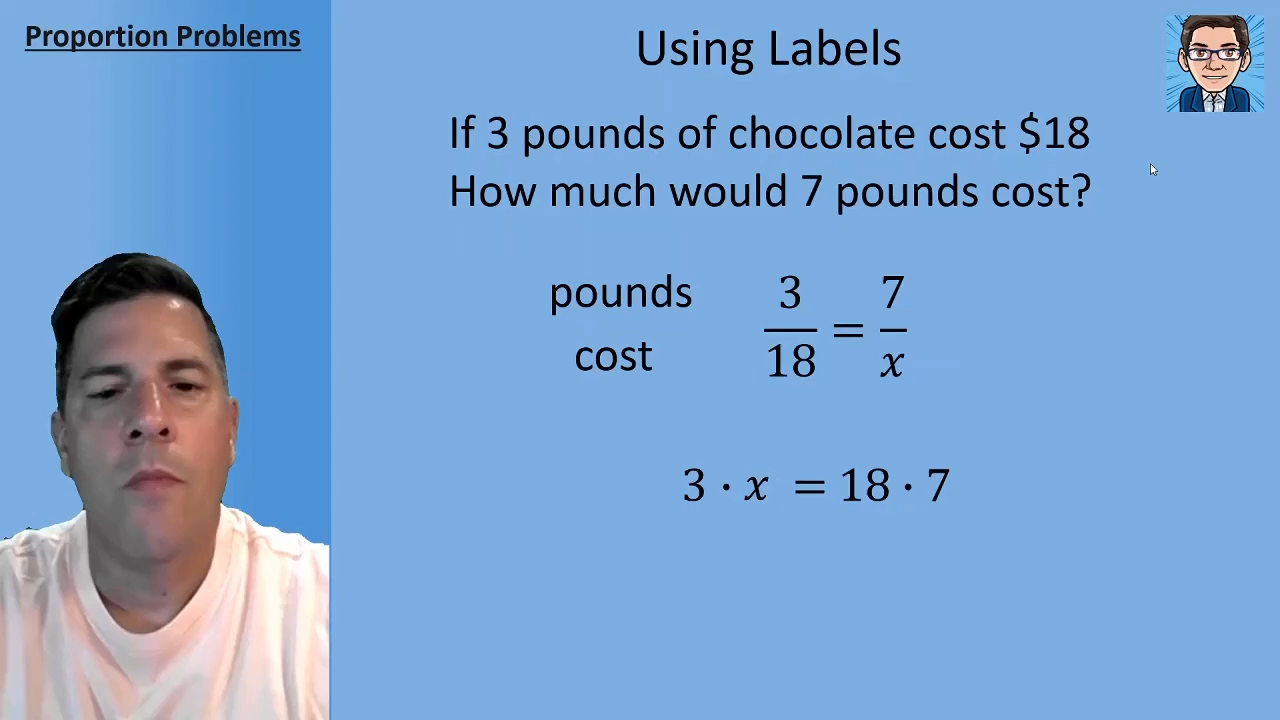 Proportion Problems
Using Labels
If 3 pounds of chocolate cost $18
How much would 7 pounds cost?
pounds 3/18 = 7/x
cost
3 · x = 18 · 7